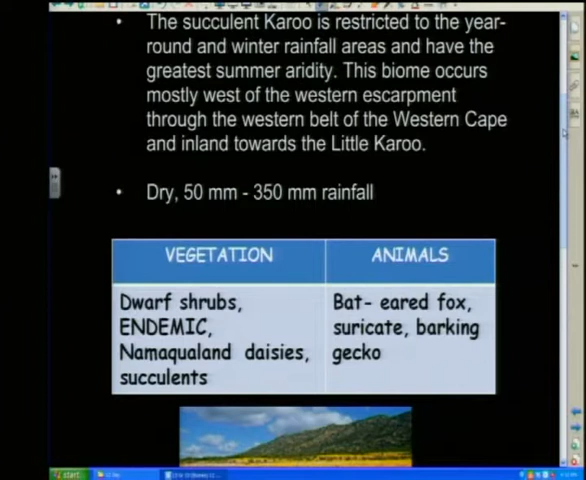 • The succulent Karoo is restricted to the year-
round and winter rainfall areas and have the
greatest summer aridity. This biome occurs
mostly west of the western escarpment
through the western belt of the Western Cape
and inland towards the Little Karoo.
• Dry, 50 mm - 350 mm rainfall
VEGETATION ANIMALS
Dwarf shrubs, Bat- eared fox,
ENDEMIC, suricate, barking
Namaqualand daisies, gecko
succulents
start